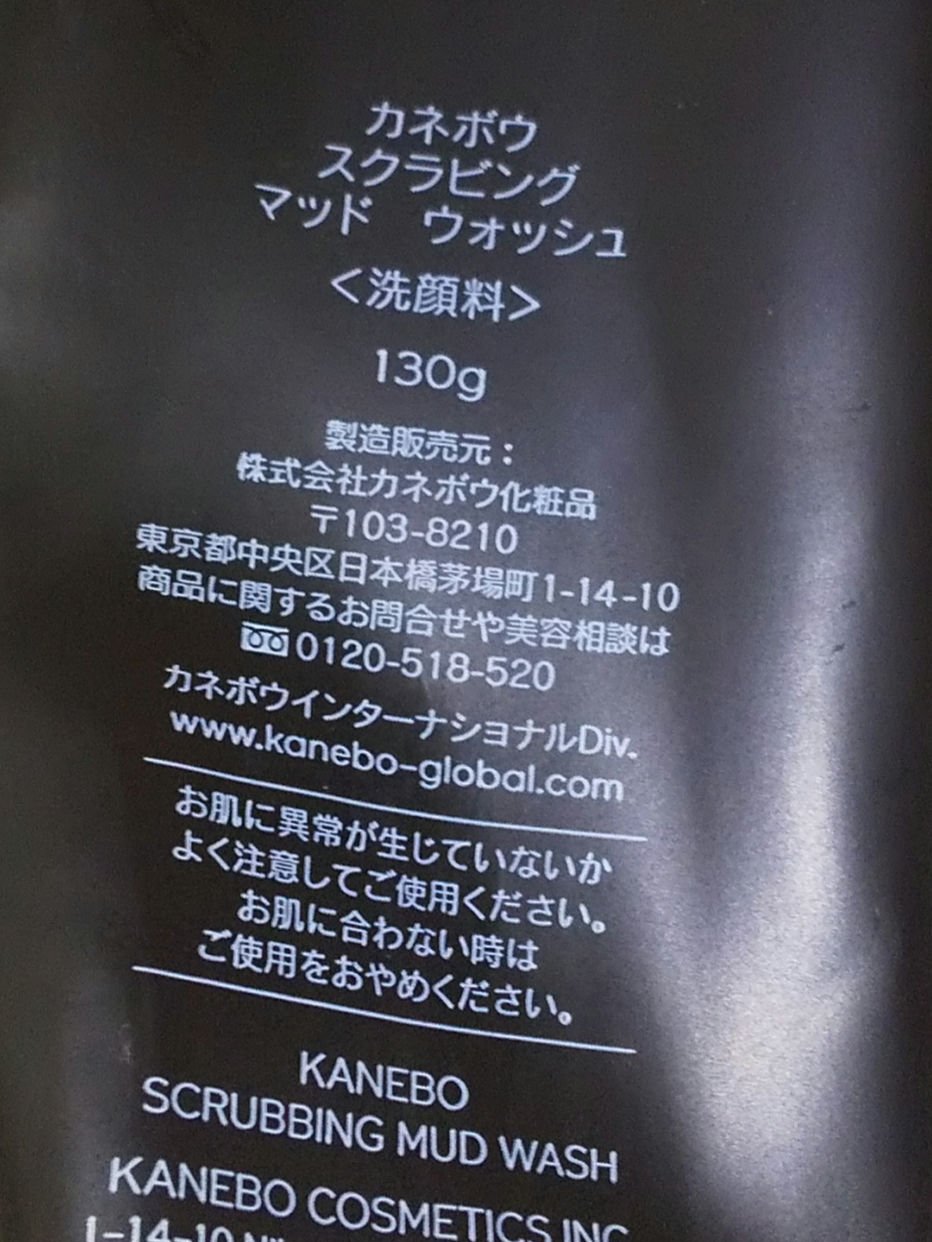 カネボウ
スクラビング
マッド　ウォッシュ
＜洗顔料＞
130g
製造販売元：
株式会社カネボウ化粧品
〒103-8210
東京都中央区日本橋茅場町1-14-10
商品に関するお問合せや美容相談は
0120-518-520
カネボウインターナショナルDiv.
www.kanebo-global.com
お肌に異常が生じていないか
よく注意してご使用ください。
お肌に合わない時は
ご使用をおやめください。
KANEBO
SCRUBBING MUD WASH
KANEBO COSMETICS INC.
1-14-10